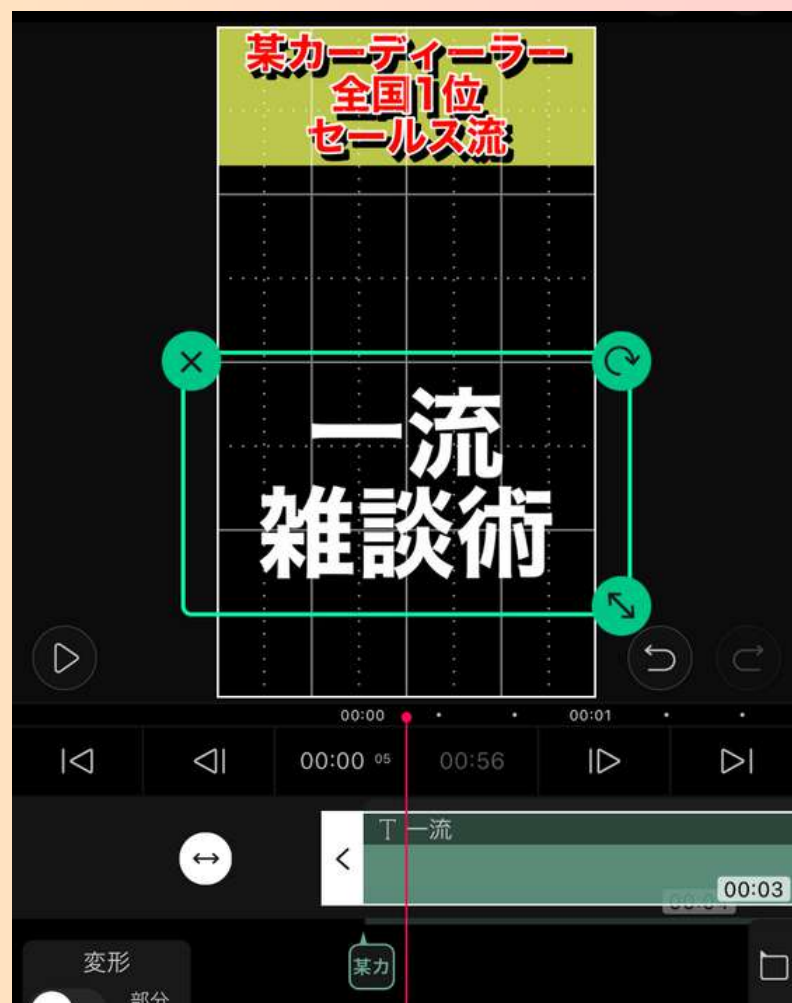 某カーディーラー
全国1位
セールス流
一流
雑談術
00:00
00:01
00:00 05
00:56
T 一流
00:03
変形
某カ
部分